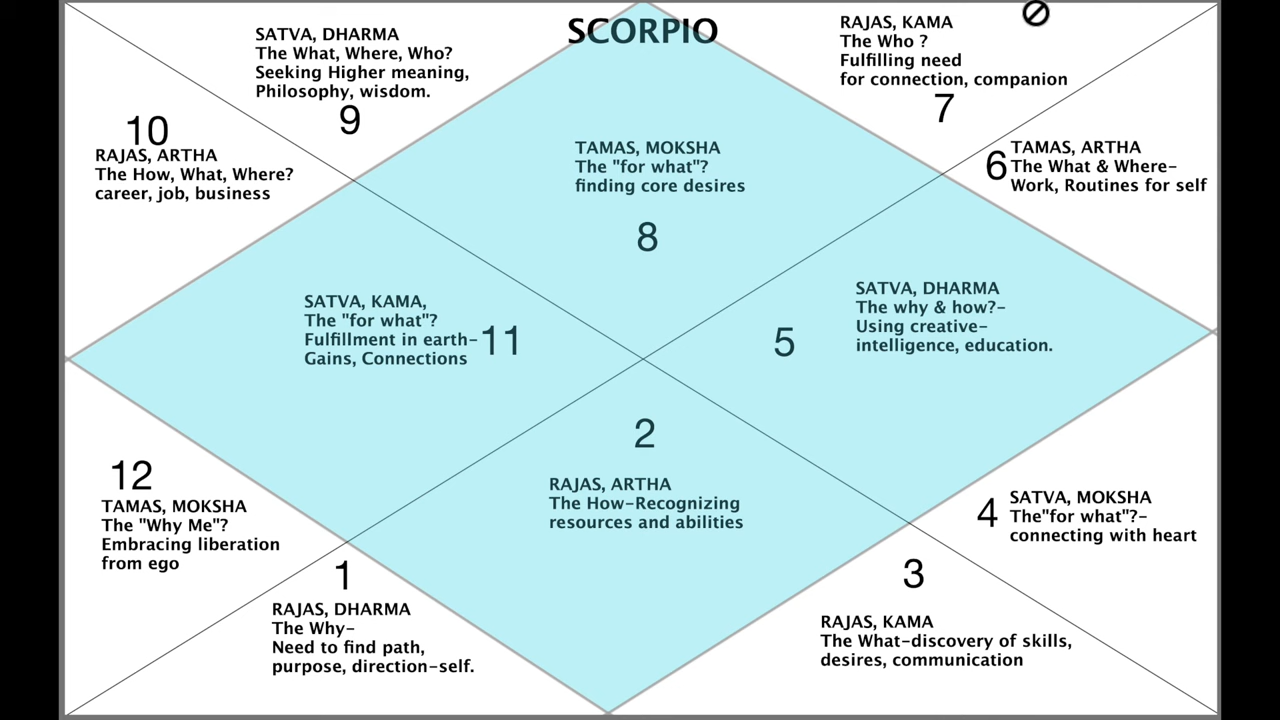 SCORPIO
SATVA, DHARMA
The What, Where, Who?
Seeking Higher meaning,
Philosophy, wisdom.
9
RAJAS, KAMA
The Who ?
Fulfilling need
for connection, companion
7
10
RAJAS, ARTHA
The How, What, Where?
career, job, business
TAMAS, MOKSHA
The "for what"?
finding core desires
8
6
TAMAS, ARTHA
The What & Where-
Work, Routines for self
SATVA, KAMA,
The "for what"?
Fulfillment in earth-
Gains, Connections
11
5
SATVA, DHARMA
The why & how?-
Using creative-
intelligence, education.
2
RAJAS, ARTHA
The How-Recognizing
resources and abilities
12
TAMAS, MOKSHA
The "Why Me"?
Embracing liberation
from ego
4
SATVA, MOKSHA
The"for what"?-
connecting with heart
1
RAJAS, DHARMA
The Why-
Need to find path,
purpose, direction-self.
3
RAJAS, KAMA
The What-discovery of skills,
desires, communication